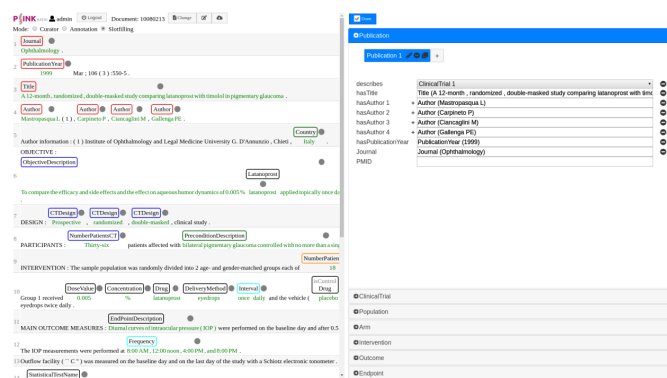 PSINK admin Logout Document: 10080213 Change
Mode: Curator Annotation Slotfilling
1 Journal
Ophthalmology .
2 PublicationYear
1999 Mar ; 106 ( 3 ) :550-5 .
3 Title
A 12-month , randomized , double-masked study comparing latanoprost with timolol in pigmentary glaucoma .
4 Author Author Author Author
Mastropasqua L ( 1 ) , Carpineto P , Ciancaglini M , Gallenga PE .
5 Country
Author information : ( 1 ) Institute of Ophthalmology and Legal Medicine University G. D'Annunzio , Chieti , Italy .
OBJECTIVE :
ObjectiveDescription
6 Latanoprost
To compare the efficacy and side effects and the effect on aqueous humor dynamics of 0.005 % latanoprost applied topically once da
.
7 CTDesign CTDesign CTDesign
DESIGN : Prospective , randomized , double-masked , clinical study .
8 NumberPatientsCT PreconditionDescription
PARTICIPANTS : Thirty-six patients affected with bilateral pigmentary glaucoma controlled with no more than a sing
9 NumberPatien
INTERVENTION : The sample population was randomly divided into 2 age- and gender-matched groups each of 18
10 DoseValue Concentration Drug DeliveryMethod Interval isControl Drug
Group 1 received 0.005 % latanoprost eyedrops once daily and the vehicle ( placebo
eyedrops twice daily .
11 EndPointDescription
MAIN OUTCOME MEASURES : Diurnal curves of intraocular pressure ( IOP ) were performed on the baseline day and after 0.5
12 Frequency
The IOP measurements were performed at 8:00 AM , 12:00 noon , 4:00 PM , and 8:00 PM .
13 Outflow facility ( `` C '' ) was measured on the baseline day and on the last day of the study with a Schiotz electronic tonometer .
14 StatisticalTestName
Save
Publication
Publication 1 +
describes ClinicalTrial 1
hasTitle Title (A 12-month , randomized , double-masked study comparing latanoprost with timo
hasAuthor 1 + Author (Mastropasqua L)
hasAuthor 2 + Author (Carpineto P)
hasAuthor 3 + Author (Ciancaglini M)
hasAuthor 4 + Author (Gallenga PE)
hasPublicationYear PublicationYear (1999)
Journal Journal (Ophthalmology)
PMID
ClinicalTrial
Population
Arm
Intervention
Outcome
Endpoint